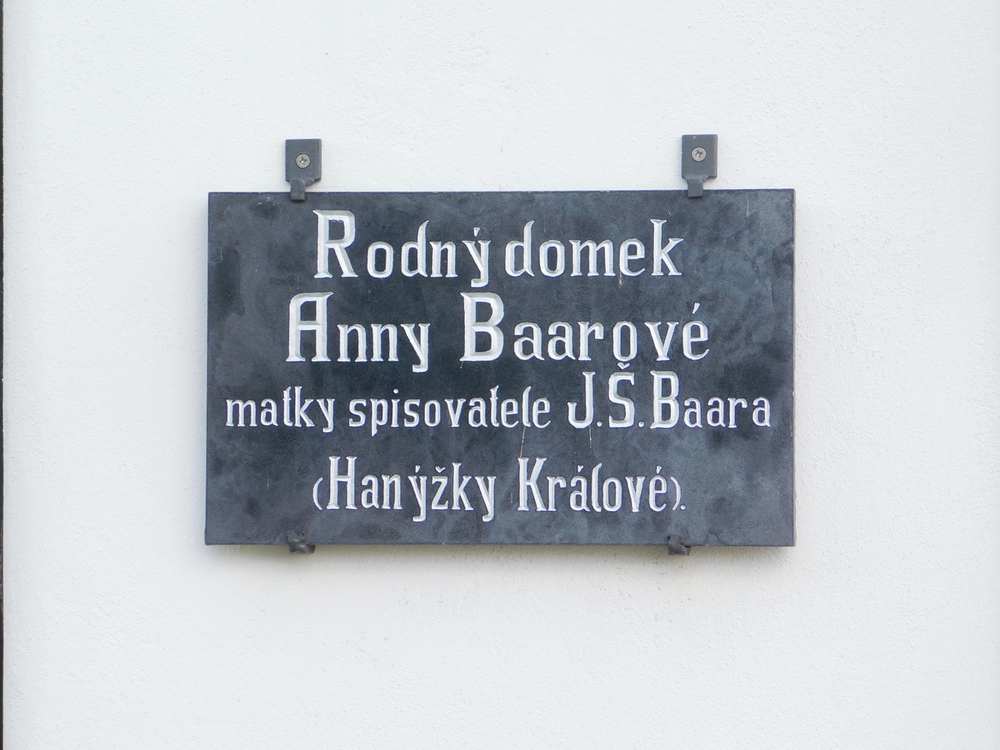 Rodný domek
Anny Baarové
matky spisovatele J.Š.Baara
(Hanýžky Králové).